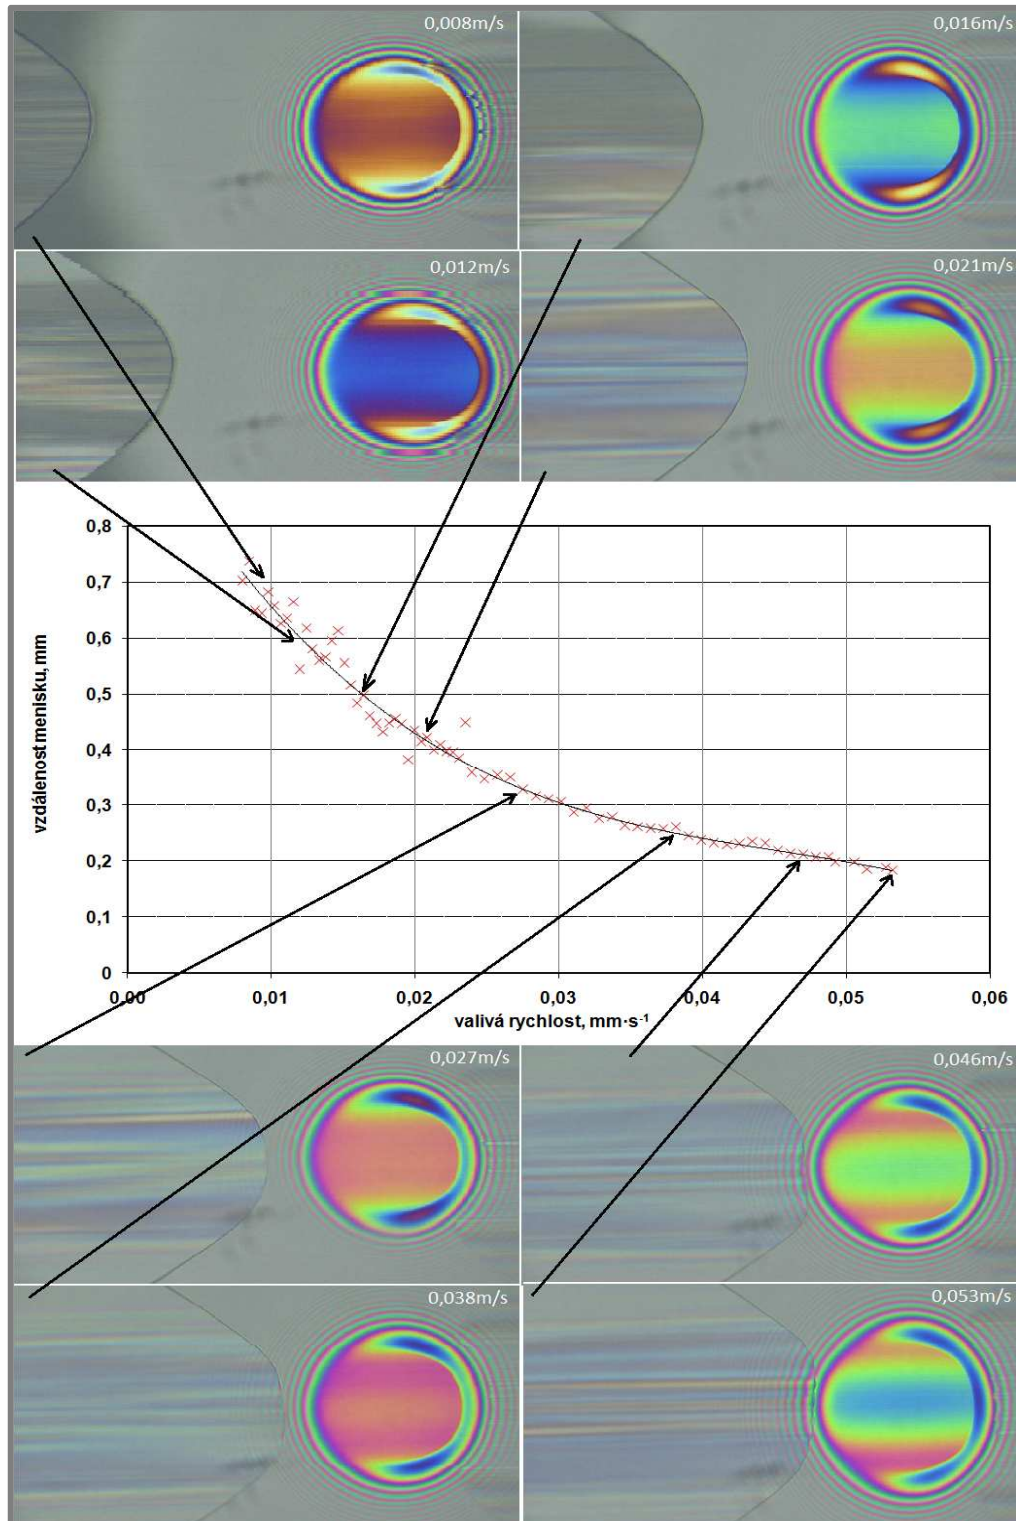 0,008m/s
0,016m/s
0,012m/s
0,021m/s
0,8
0,7
0,6
0,5
0,4
0,3
0,2
0,1
0
vzdálenost menisku, mm
0.00 0,01 0,02 0,03 0,04 0,05 0,06
valivá rychlost, mm·s⁻¹
0,027m/s
0,046m/s
0,038m/s
0,053m/s